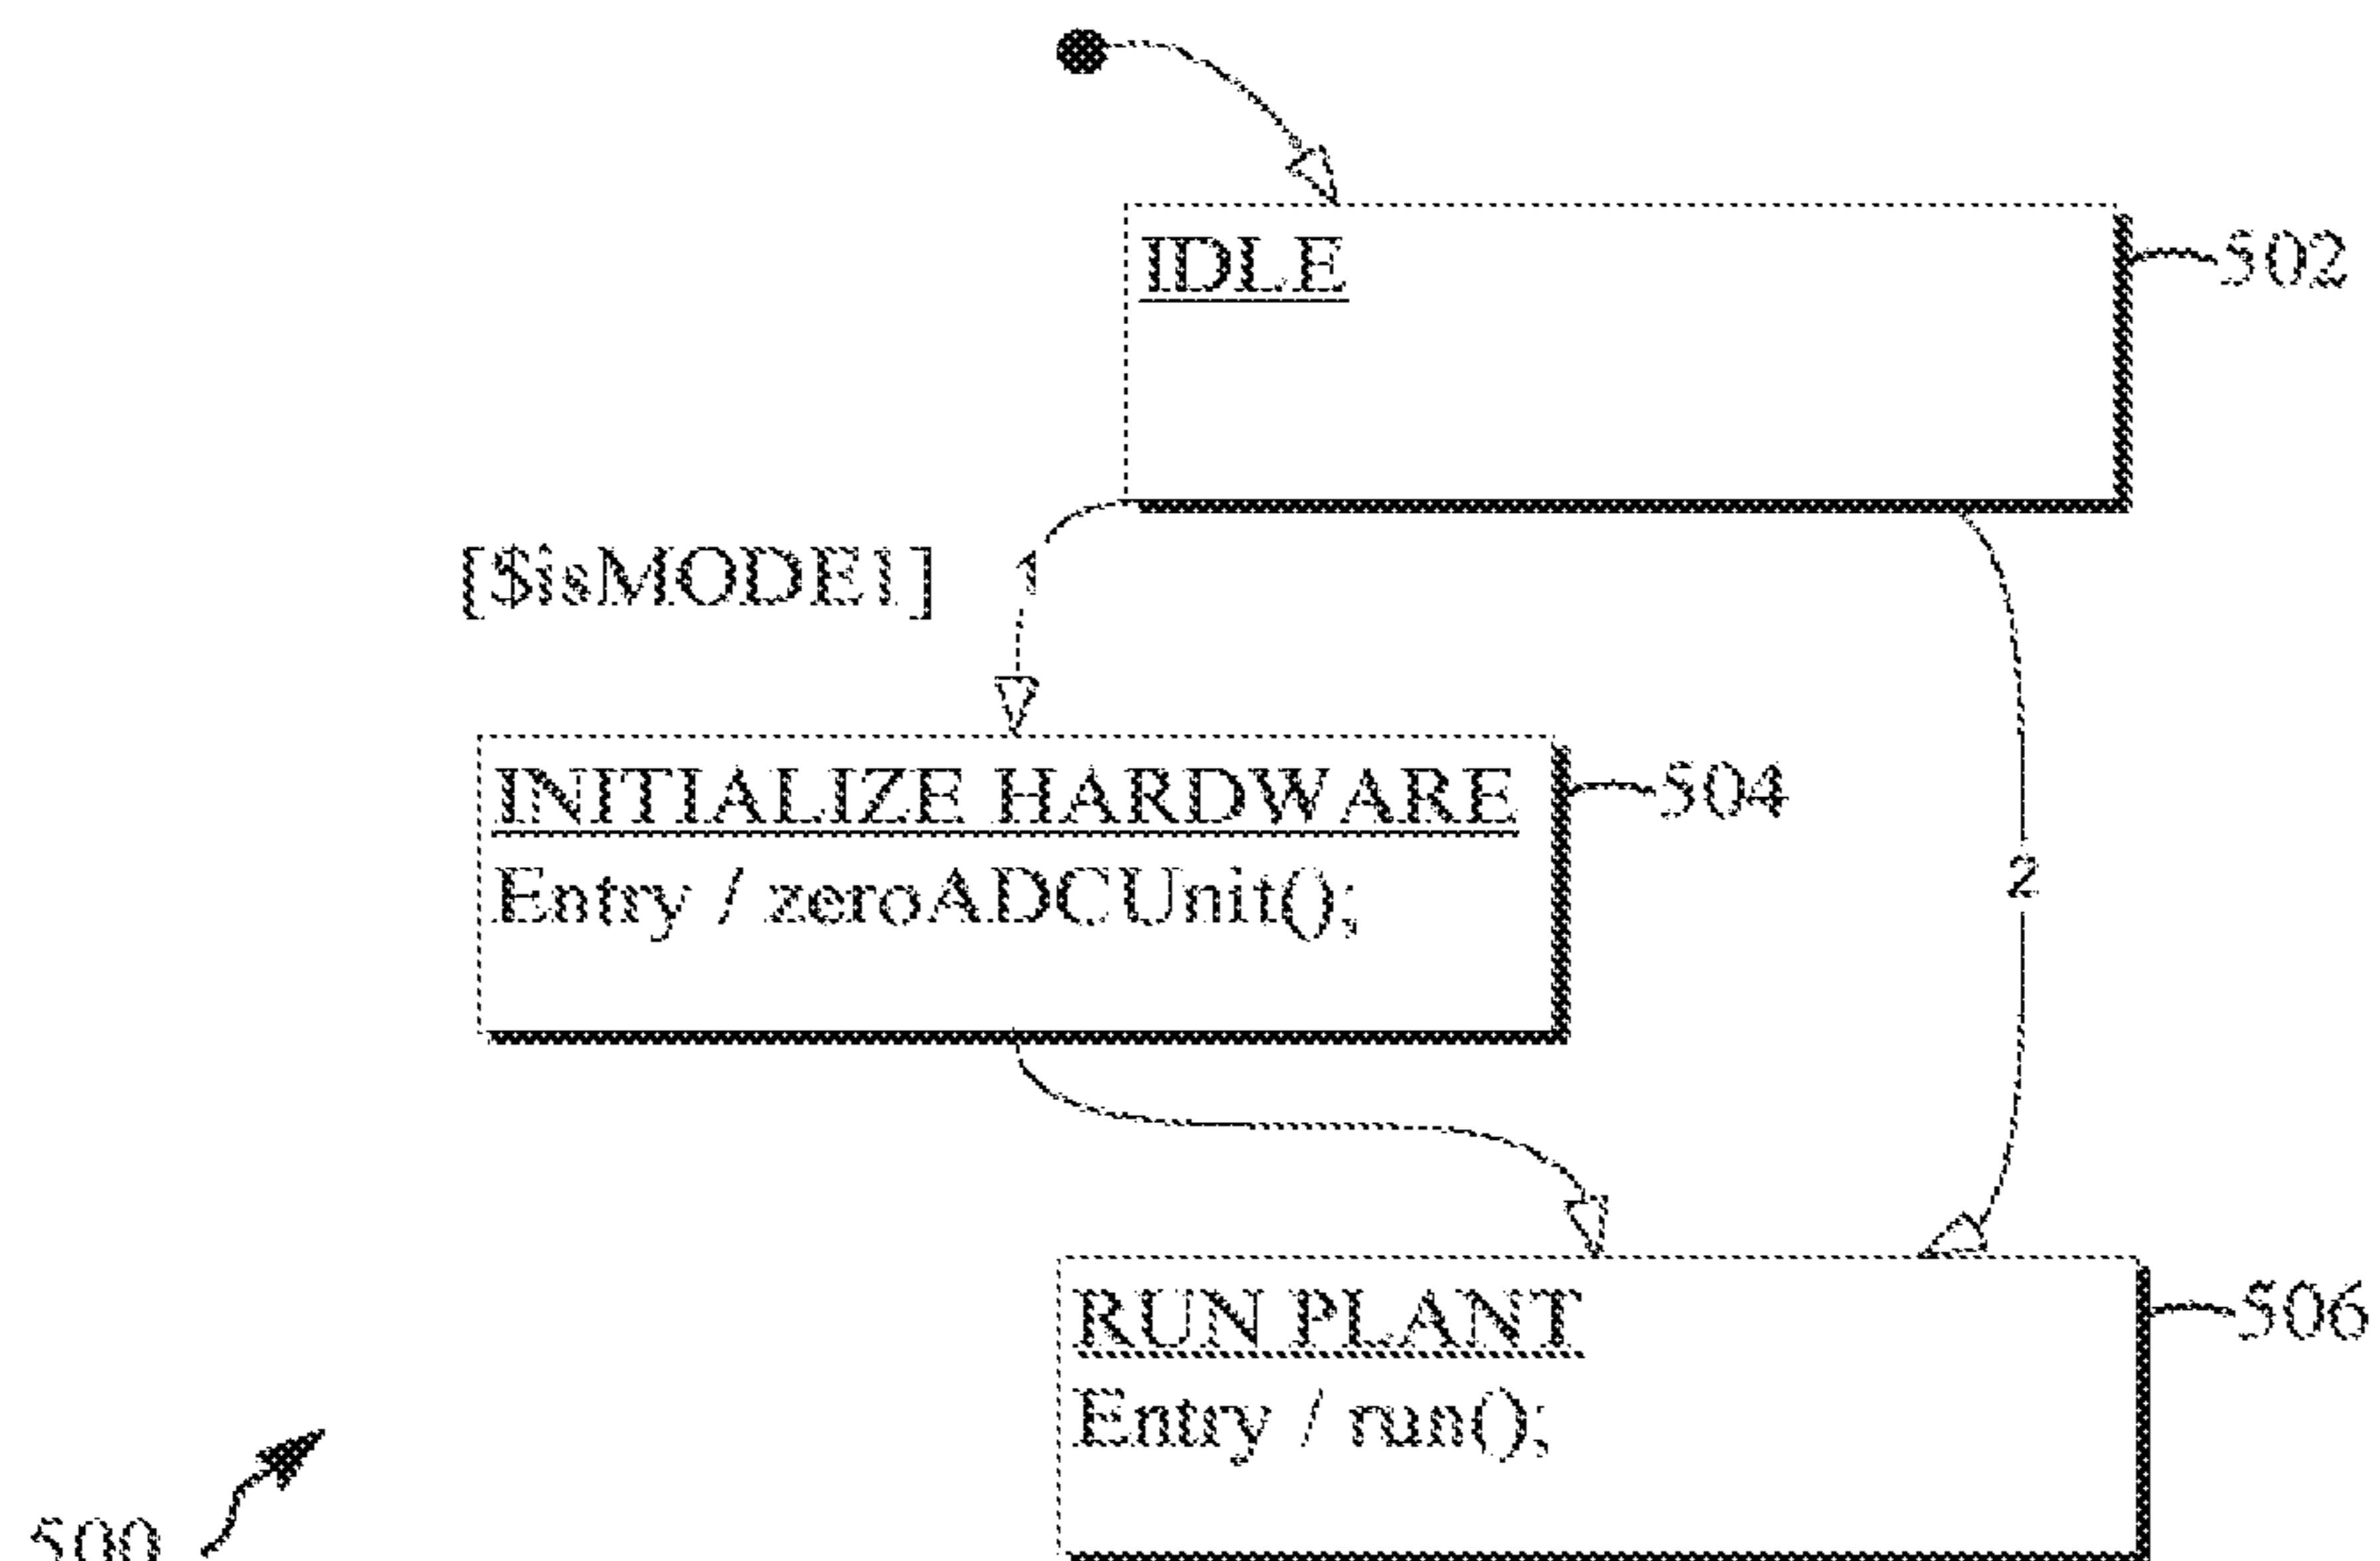 IDLE
502
[$isMODE1]
1
INITIALIZE HARDWARE
504
Entry / zeroADCUnit();
2
RUN PLANT
506
Entry / run();
500